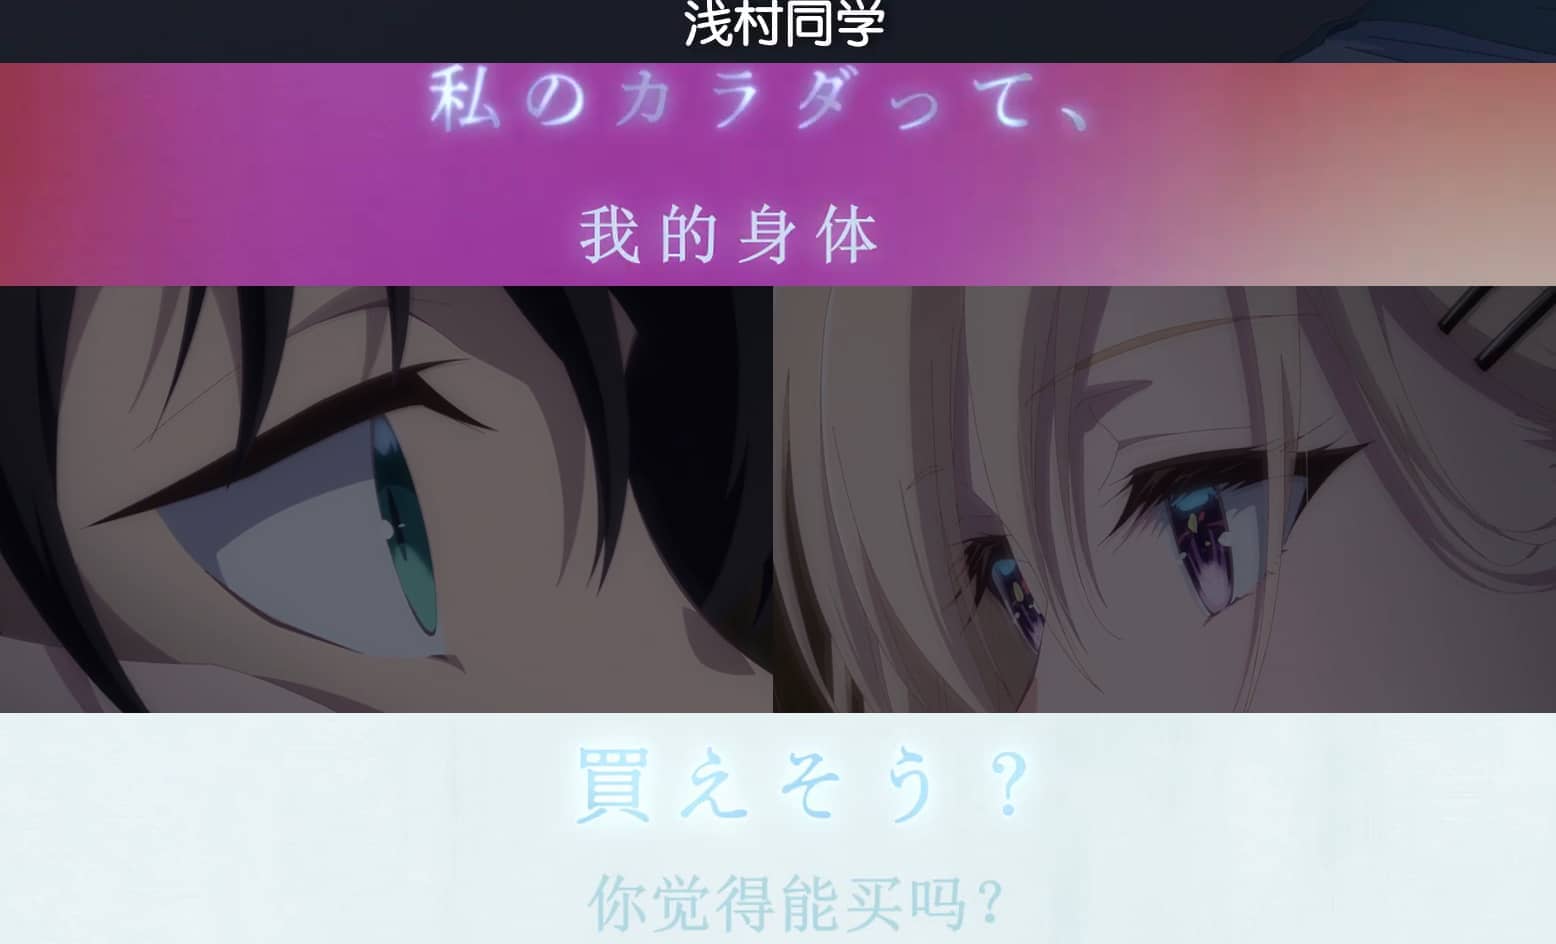 浅村同学
私のカラダって、
我的身体
買えそう？
你觉得能买吗？